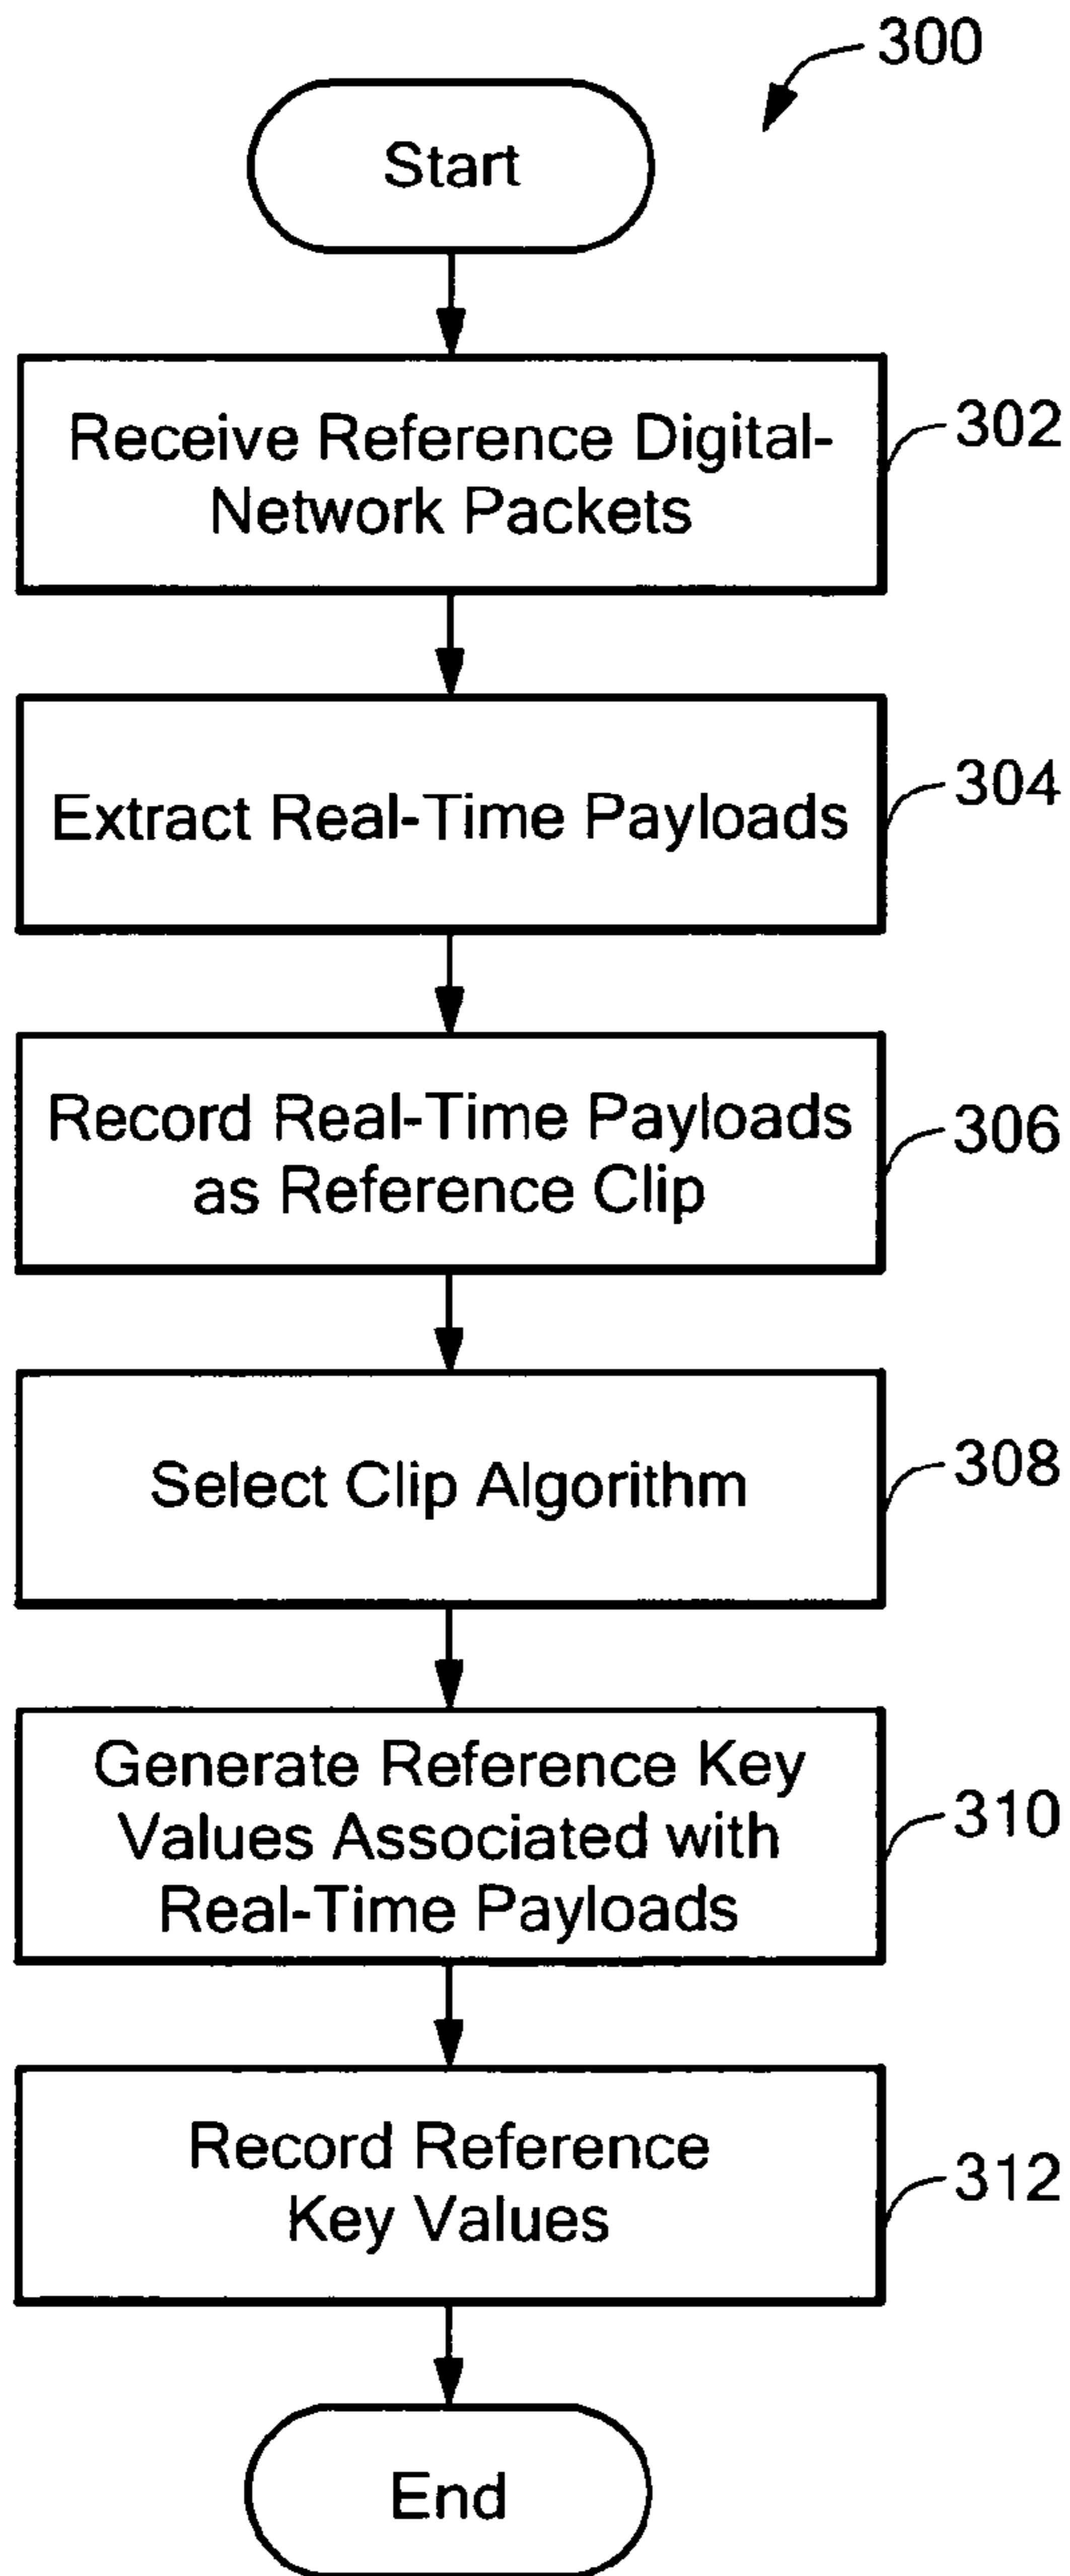 300
Start
Receive Reference Digital-
Network Packets
302
Extract Real-Time Payloads
304
Record Real-Time Payloads
as Reference Clip
306
Select Clip Algorithm
308
Generate Reference Key
Values Associated with
Real-Time Payloads
310
Record Reference
Key Values
312
End